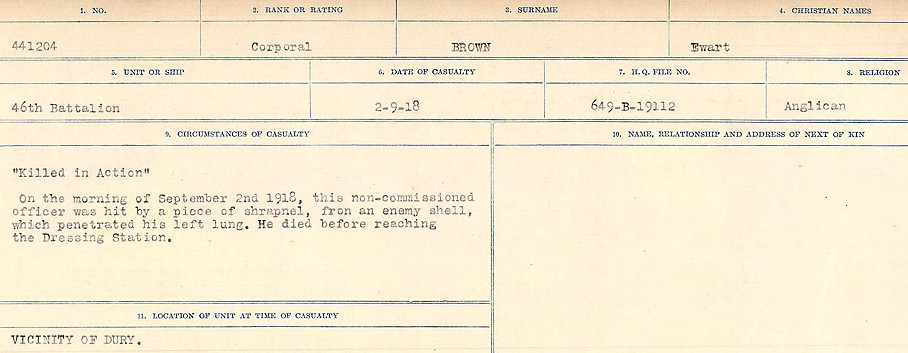 1. NO. 2. RANK OR RATING 3. SURNAME 4. CHRISTIAN NAMES
441204 Corporal BROWN Ewart
5. UNIT OR SHIP 6. DATE OF CASUALTY 7. H.Q. FILE NO. 8. RELIGION
46th Battalion 2-9-18 649-B-19112 Anglican
9. CIRCUMSTANCES OF CASUALTY 10. NAME, RELATIONSHIP AND ADDRESS OF NEXT OF KIN
"Killed in Action"
On the morning of September 2nd 1918, this non-commissioned
officer was hit by a piece of shrapnel, fron an enemy shell,
which penetrated his left lung. He died before reaching
the Dressing Station.
11. LOCATION OF UNIT AT TIME OF CASUALTY
VICINITY OF DURY.